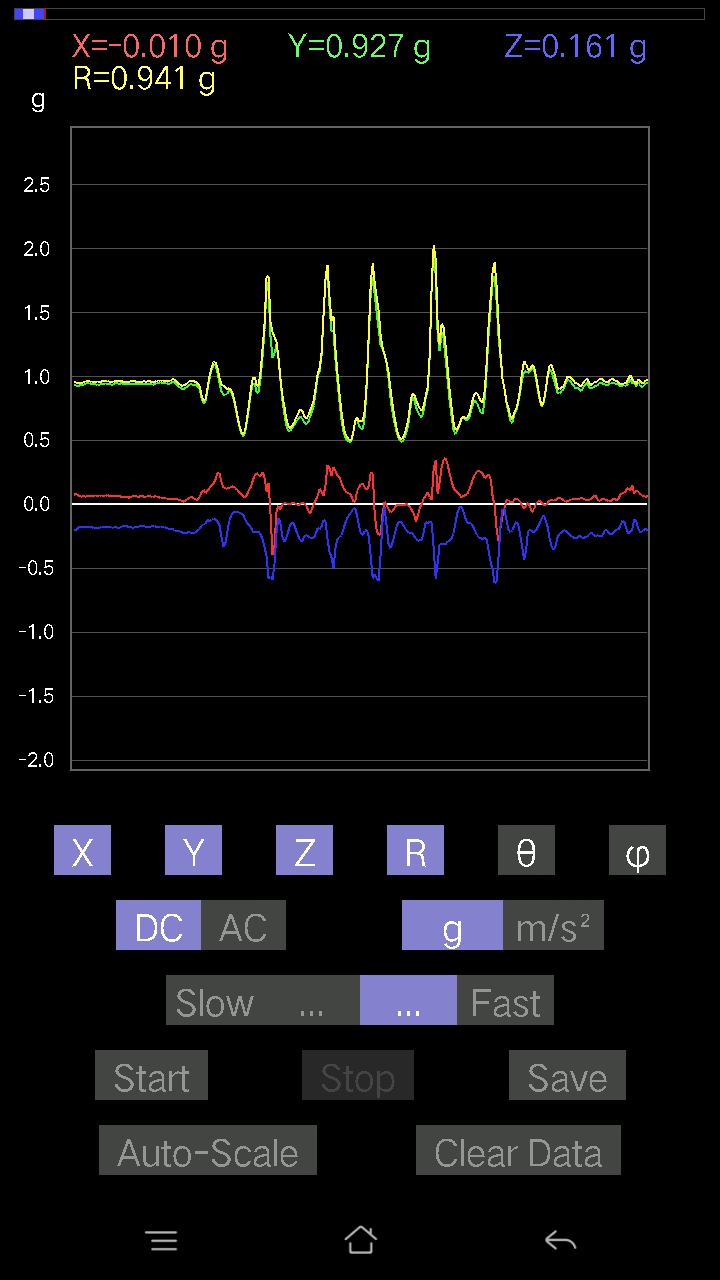 X=-0.010 g Y=0.927 g Z=0.161 g
R=0.941 g
g
2.5
2.0
1.5
1.0
0.5
0.0
-0.5
-1.0
-1.5
-2.0
X Y Z R θ φ
DC AC g m/s²
Slow ... ... Fast
Start Stop Save
Auto-Scale Clear Data